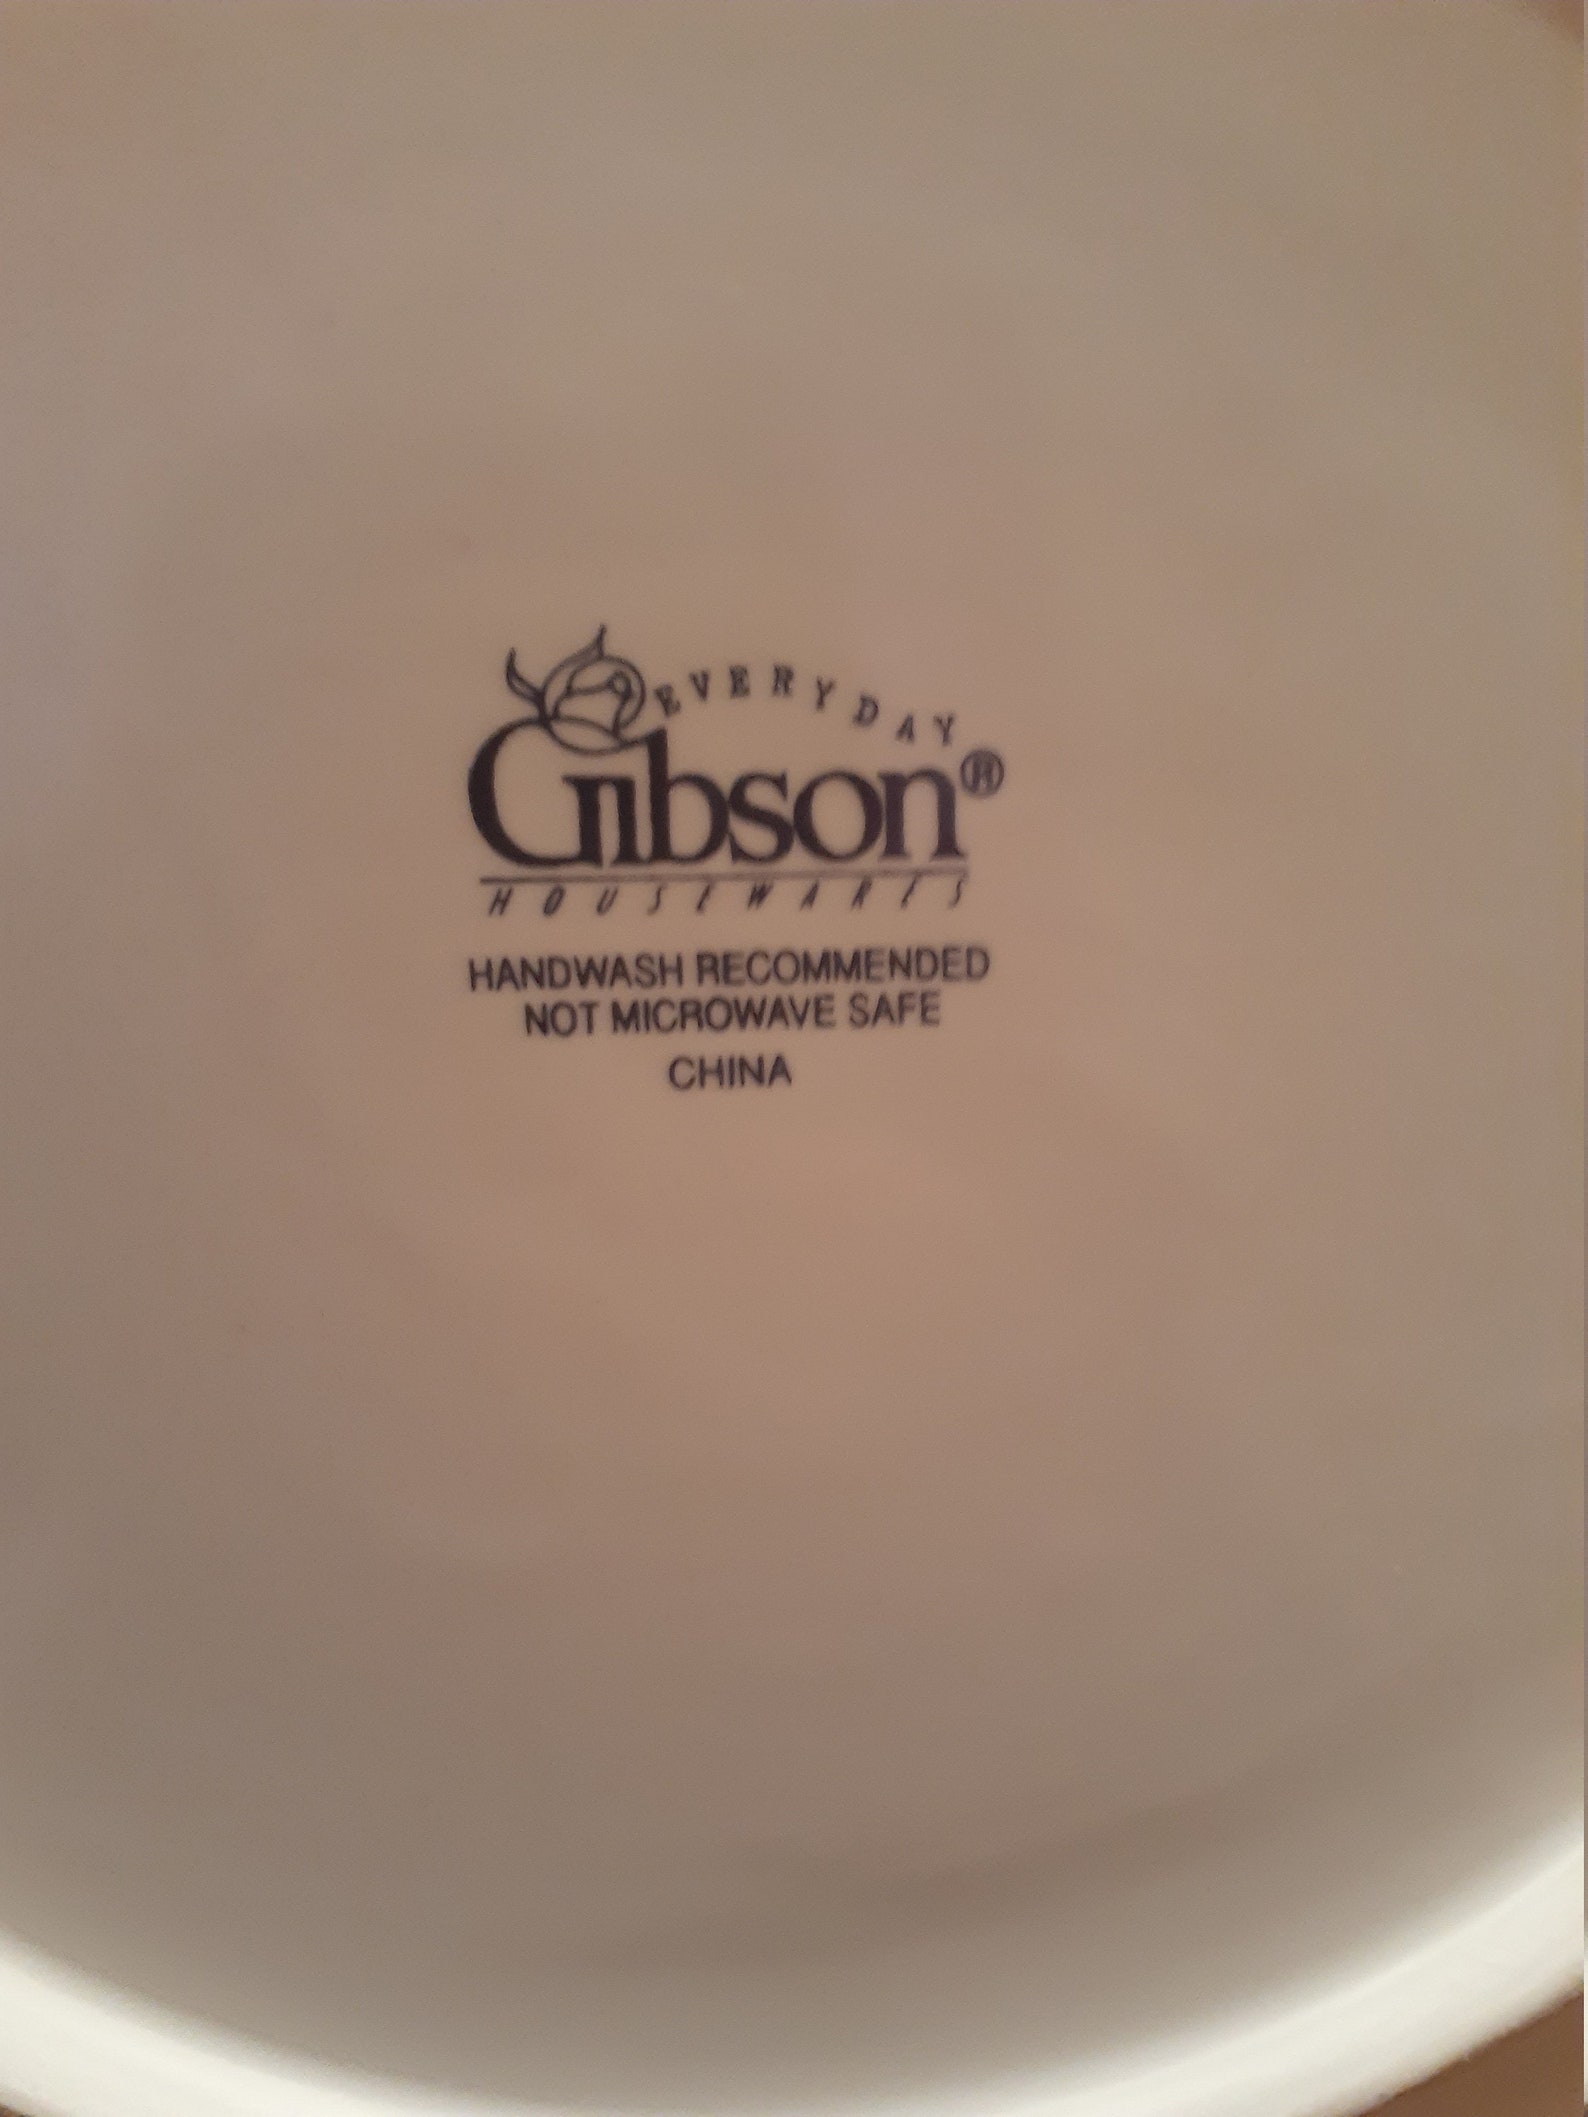 EVERYDAY
Gibson®
HOUSEWARES
HANDWASH RECOMMENDED
NOT MICROWAVE SAFE
CHINA